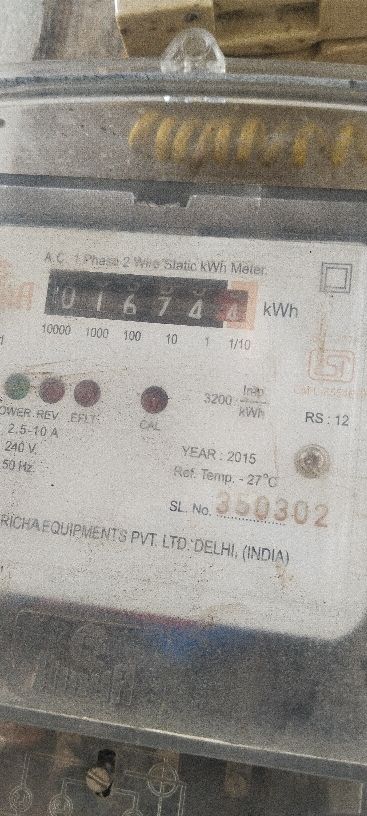 A.C. 1 Phase 2 Wire Static kWh Meter
0 1 6 7 4 4 kWh
10000 1000 100 10 1 1/10
REV. EFLT. CAL
3200 Imp/kWh
RS : 12
2.5-10 A
240 V.
50 Hz.
YEAR : 2015
Ref. Temp. - 27°C
SL. No. 350302
RICHA EQUIPMENTS PVT. LTD. DELHI, (INDIA)